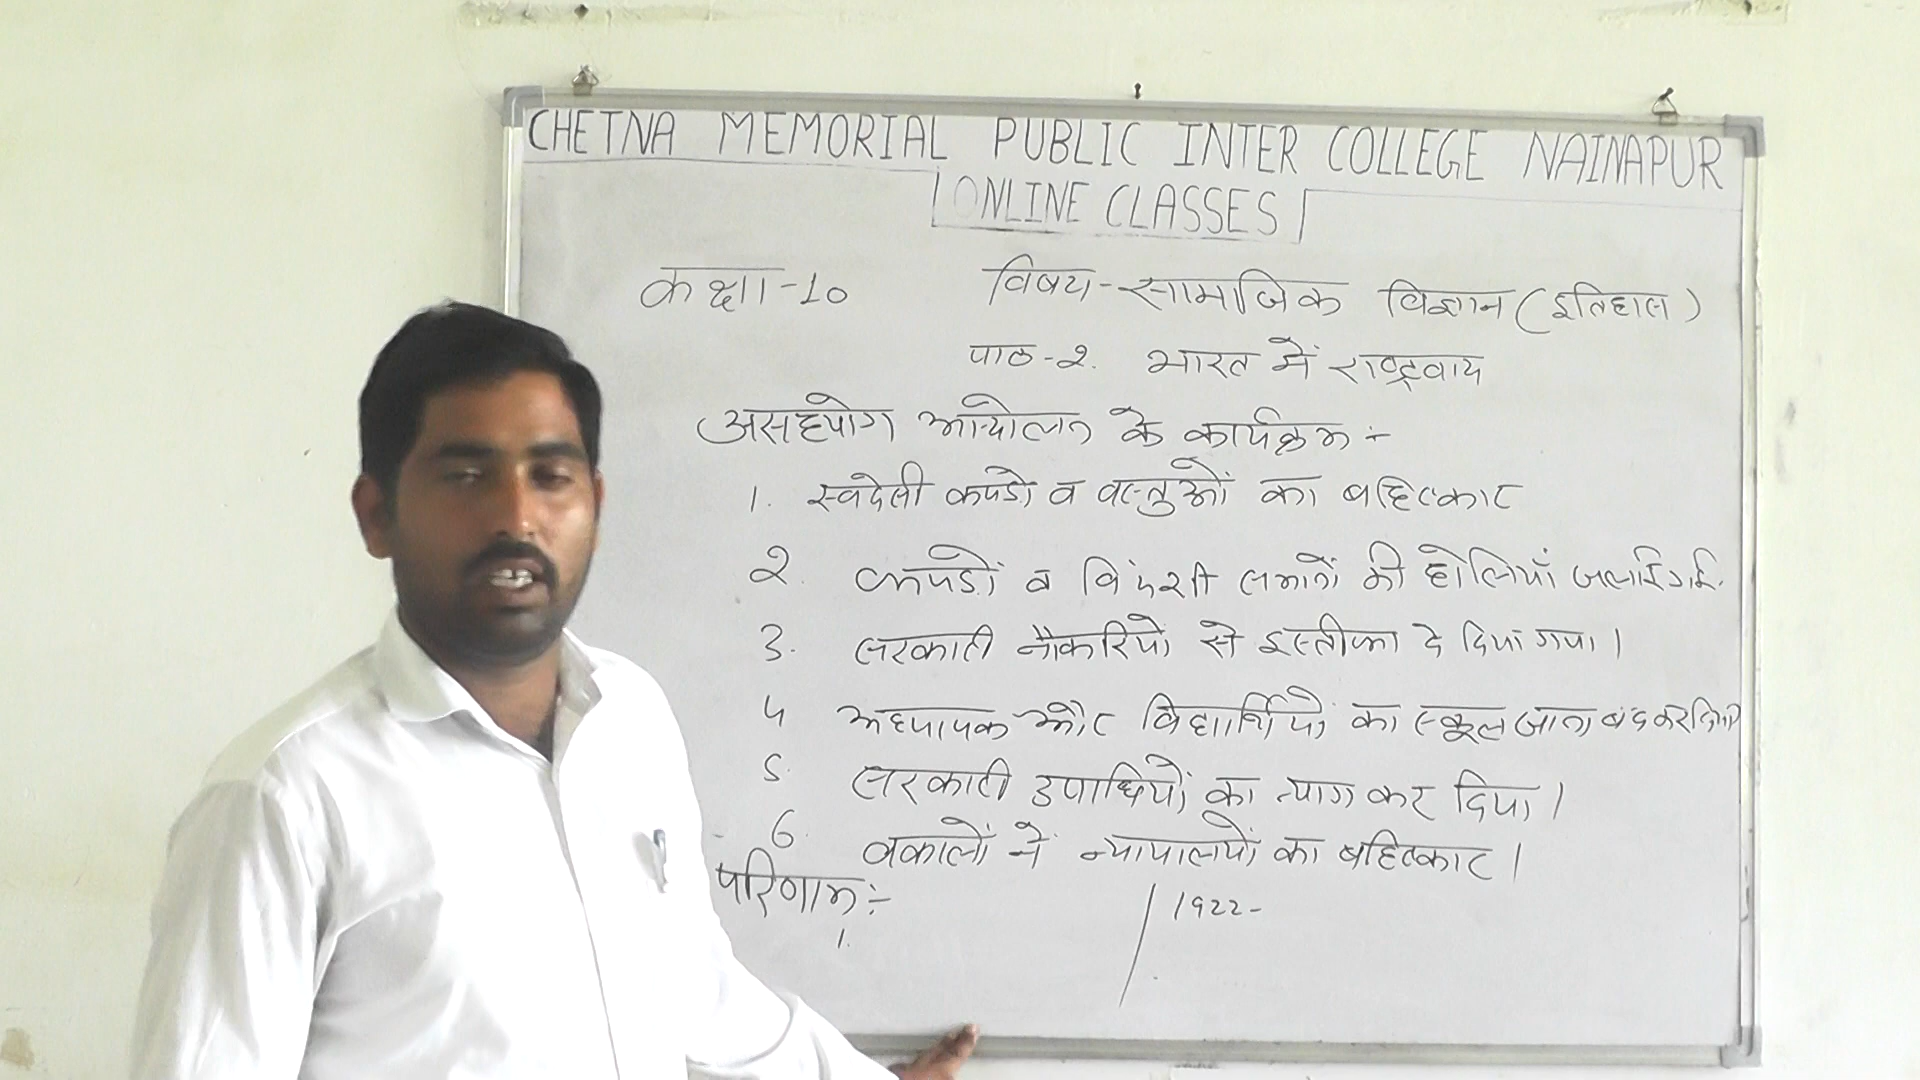 CHETNA MEMORIAL PUBLIC INTER COLLEGE NAINAPUR
ONLINE CLASSES
कक्षा-10 विषय-सामाजिक विज्ञान (इतिहास)
पाठ-2. भारत में राष्ट्रवाद
असहयोग आन्दोलन के कार्यक्रम ÷
1. स्वदेसी कपडो व वस्तुओं का बहिष्कार
2. कपडों व विदेशी समानों की होलियाँ जलाई गई.
3. सरकारी नौकरियो से इस्तीफा दे दिया गया।
4 अध्यापक और विद्यार्थियों का स्कूल जाना बंद कर दिया
5. सरकारी उपाधियों का त्याग कर दिया।
6. वकीलों ने न्यायालयों का बहिष्कार।
परिणाम ÷ 1922-
1.